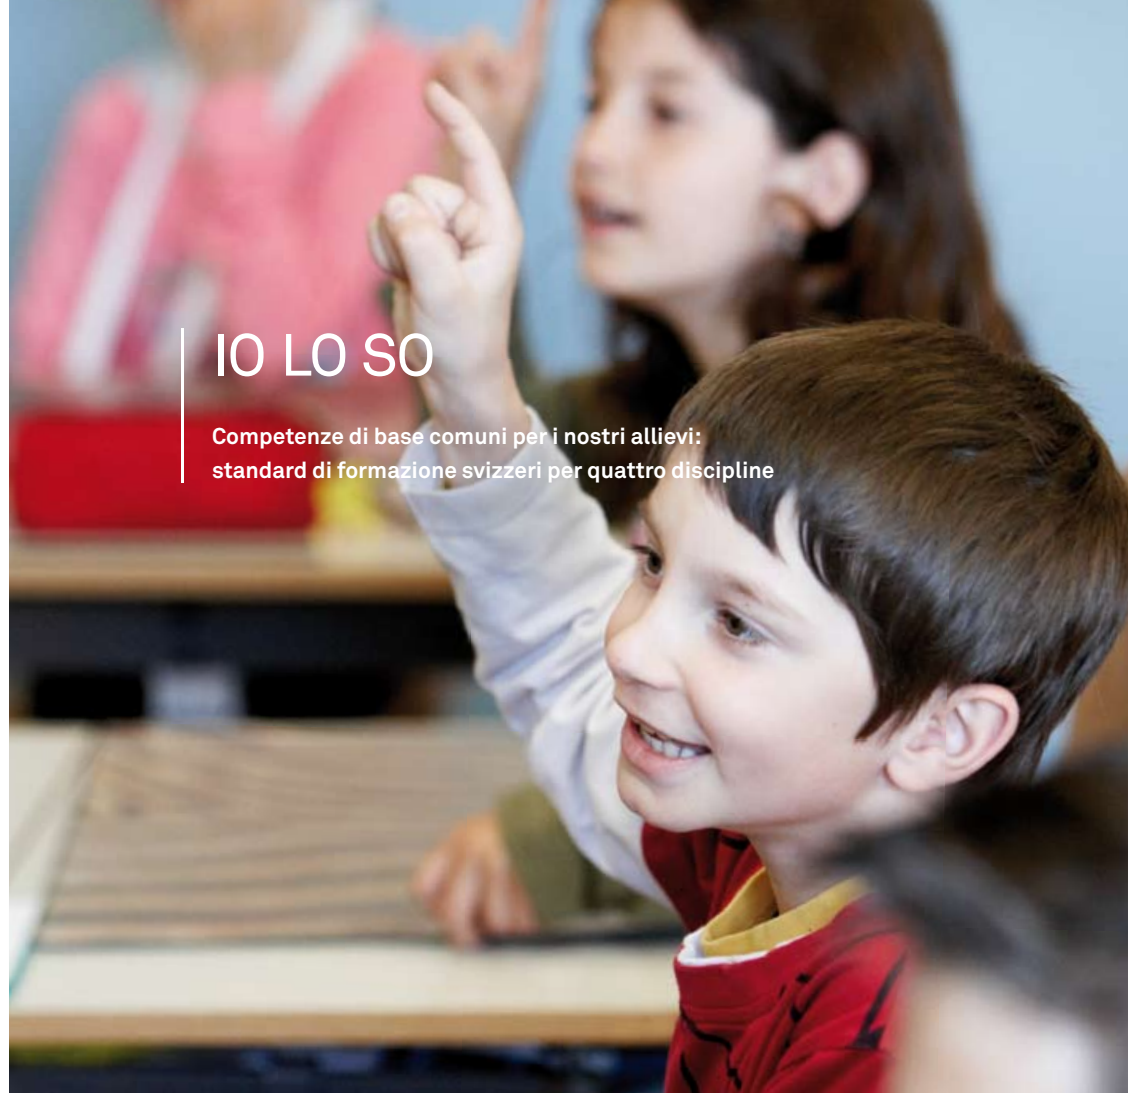 IO LO SO
Competenze di base comuni per i nostri allievi:
standard di formazione svizzeri per quattro discipline